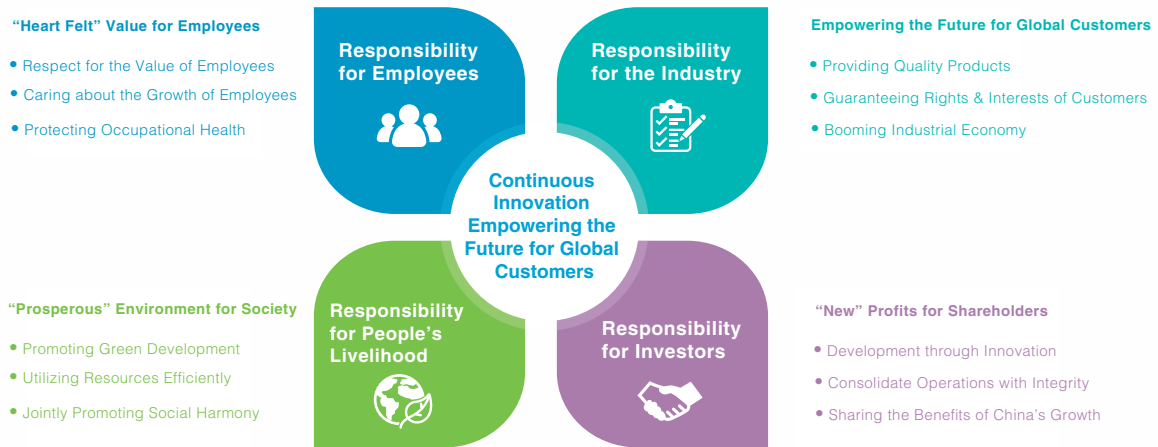 “Heart Felt” Value for Employees
• Respect for the Value of Employees
• Caring about the Growth of Employees
• Protecting Occupational Health
Responsibility
for Employees
Responsibility
for the Industry
Empowering the Future for Global Customers
• Providing Quality Products
• Guaranteeing Rights & Interests of Customers
• Booming Industrial Economy
Continuous
Innovation
Empowering the
Future for Global
Customers
“Prosperous” Environment for Society
• Promoting Green Development
• Utilizing Resources Efficiently
• Jointly Promoting Social Harmony
Responsibility
for People’s
Livelihood
Responsibility
for Investors
“New” Profits for Shareholders
• Development through Innovation
• Consolidate Operations with Integrity
• Sharing the Benefits of China’s Growth